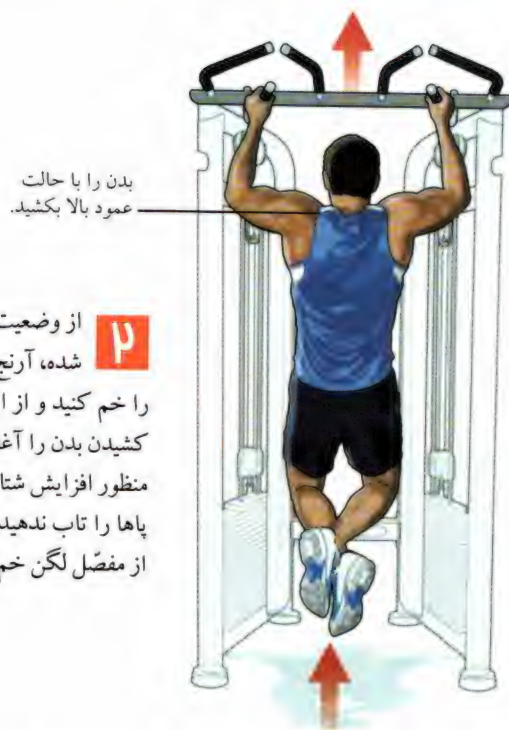 بدن را با حالت
عمود بالا بکشید.
۲
از وضعیت
شده، آرنج
را خم کنید و از ا
کشیدن بدن را آغ
منظور افزایش شتا
پاها را تاب ندهید
از مفصّل لگن خم